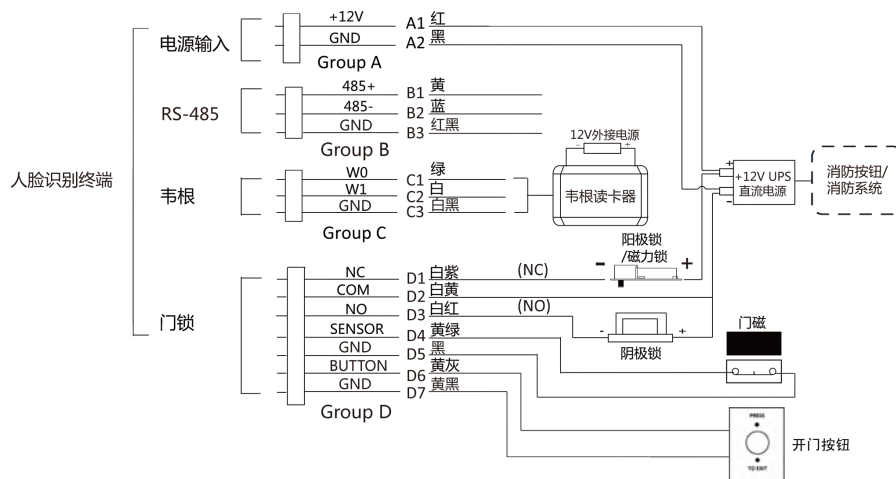 人脸识别终端
电源输入
+12V A1 红
GND A2 黑
Group A
RS-485
485+ B1 黄
485- B2 蓝
GND B3 红黑
Group B
韦根
W0 C1 绿
W1 C2 白
GND C3 白黑
Group C
12V外接电源
- +
韦根读卡器
门锁
NC D1 白紫 (NC)
COM D2 白黄
NO D3 白红 (NO)
SENSOR D4 黄绿
GND D5 黑
BUTTON D6 黄灰
GND D7 黄黑
Group D
阳极锁
/磁力锁
- +
- +
阴极锁
+
+12V UPS
直流电源
-
消防按钮/
消防系统
门磁
PRESS
TO EXIT
开门按钮